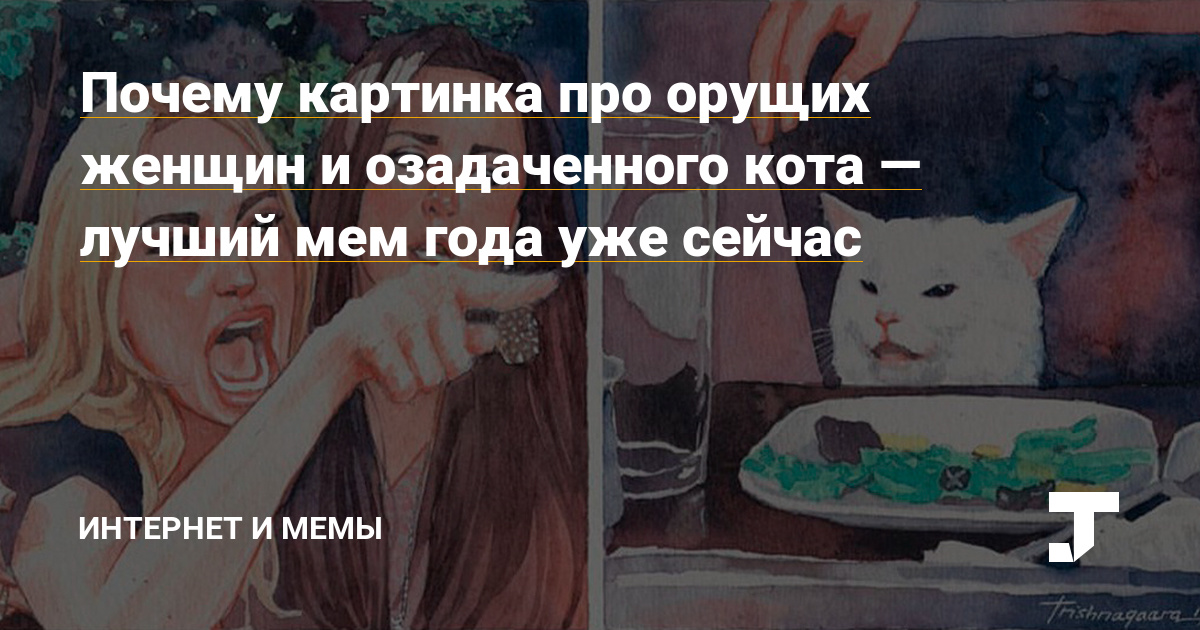 Почему картинка про орущих
женщин и озадаченного кота —
лучший мем года уже сейчас
ИНТЕРНЕТ И МЕМЫ
Trishnagaara